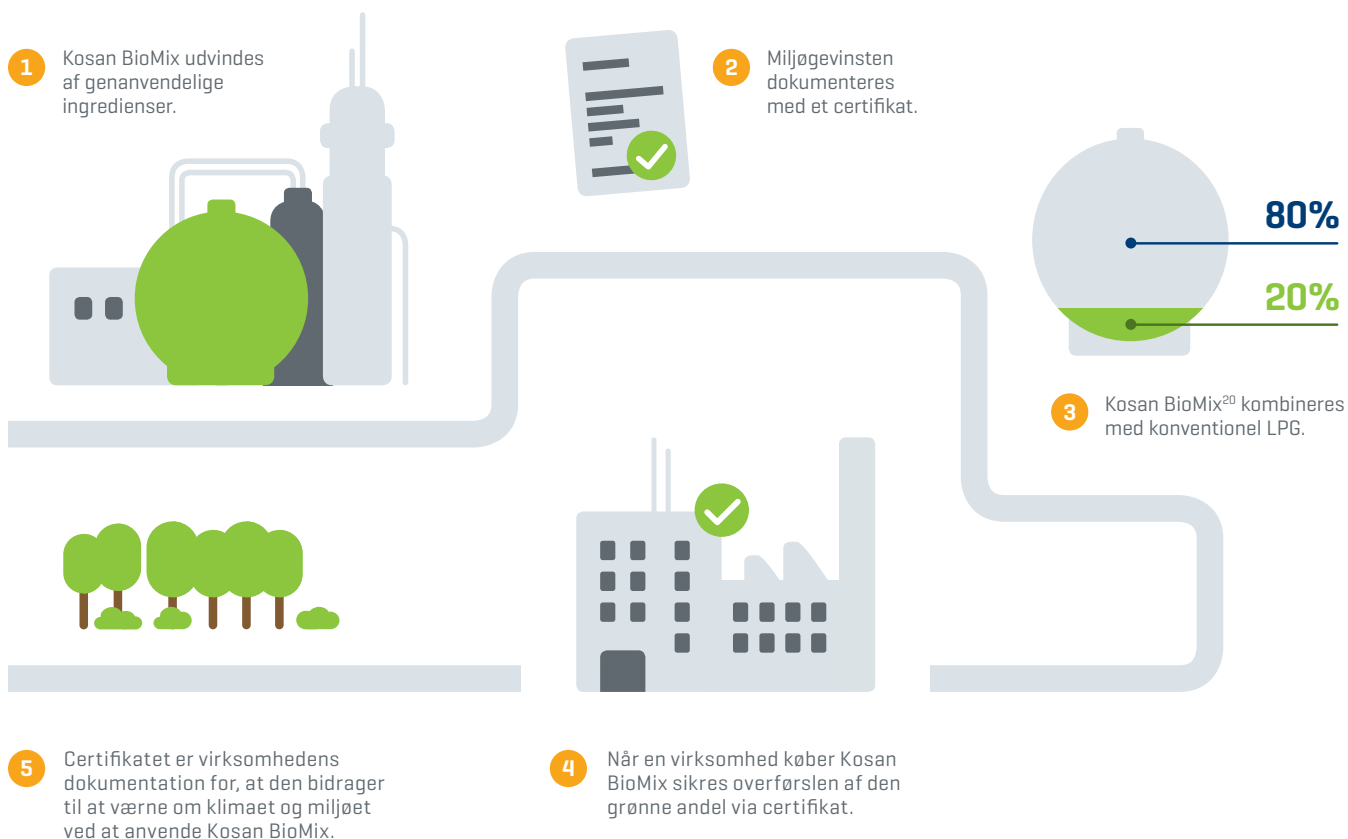 1
Kosan BioMix udvindes
af genanvendelige
ingredienser.
2
Miljøgevinsten
dokumenteres
med et certifikat.
80%
20%
3
Kosan BioMix²⁰ kombineres
med konventionel LPG.
4
Når en virksomhed køber Kosan
BioMix sikres overførslen af den
grønne andel via certifikat.
5
Certifikatet er virksomhedens
dokumentation for, at den bidrager
til at værne om klimaet og miljøet
ved at anvende Kosan BioMix.